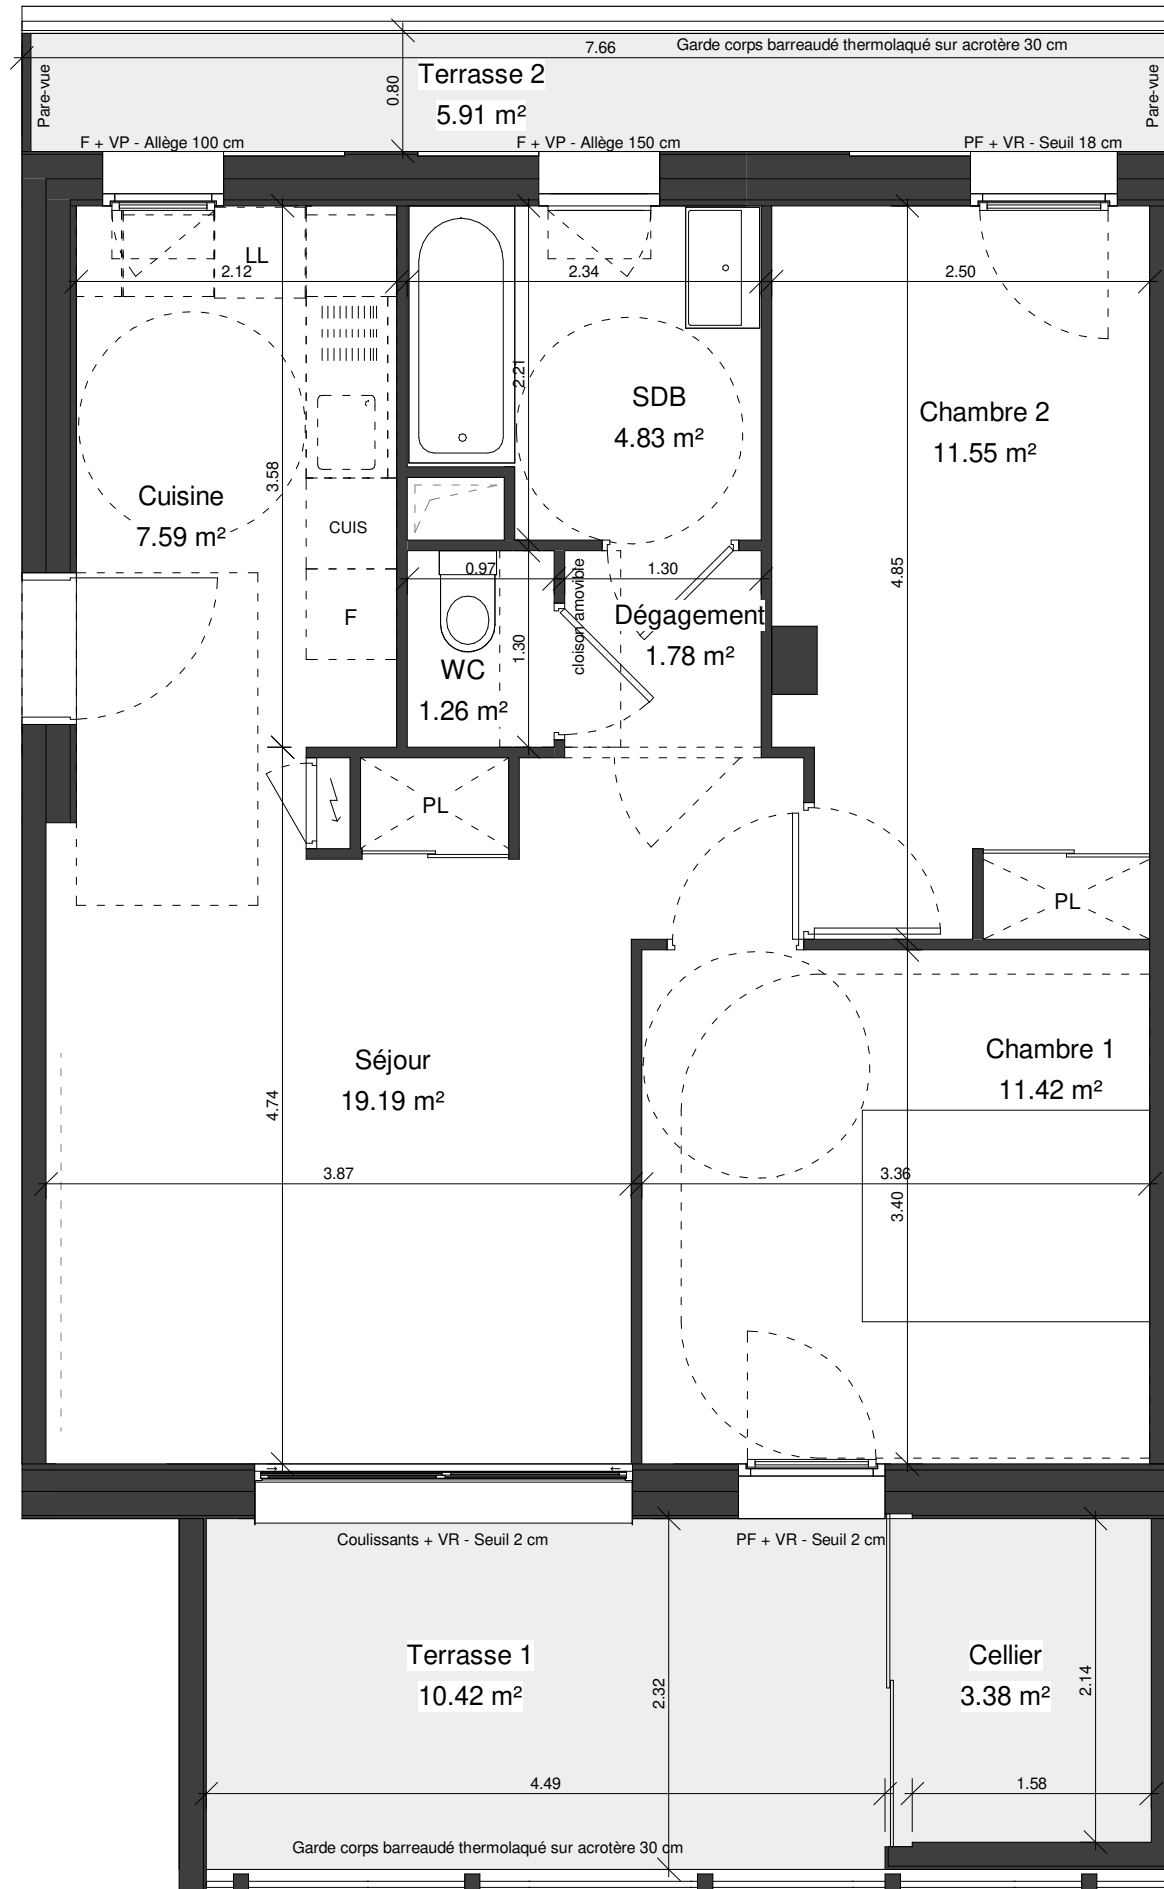 7.66
Garde corps barreaudé thermolaqué sur acrotère 30 cm
Pare-vue
0.80
Terrasse 2
5.91 m²
Pare-vue
F + VP - Allège 100 cm
F + VP - Allège 150 cm
PF + VR - Seuil 18 cm
LL
2.12
2.34
2.50
2.21
SDB
4.83 m²
Chambre 2
11.55 m²
3.58
Cuisine
7.59 m²
CUIS
F
0.97
1.30
cloison amovible
4.85
Dégagement
1.78 m²
1.30
WC
1.26 m²
PL
PL
Séjour
19.19 m²
Chambre 1
11.42 m²
4.74
3.87
3.36
3.40
Coulissants + VR - Seuil 2 cm
PF + VR - Seuil 2 cm
Terrasse 1
10.42 m²
2.32
Cellier
3.38 m²
2.14
4.49
1.58
Garde corps barreaudé thermolaqué sur acrotère 30 cm